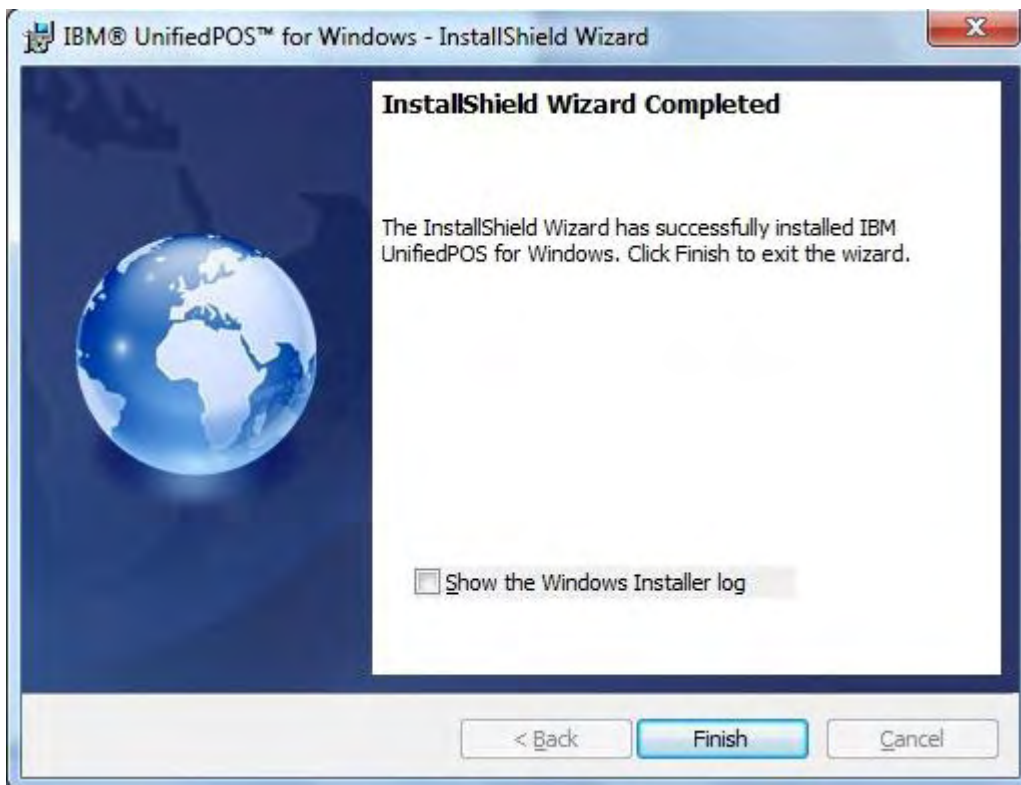 IBM® UnifiedPOS™ for Windows - InstallShield Wizard
InstallShield Wizard Completed
The InstallShield Wizard has successfully installed IBM
UnifiedPOS for Windows. Click Finish to exit the wizard.
Show the Windows Installer log
< Back
Finish
Cancel